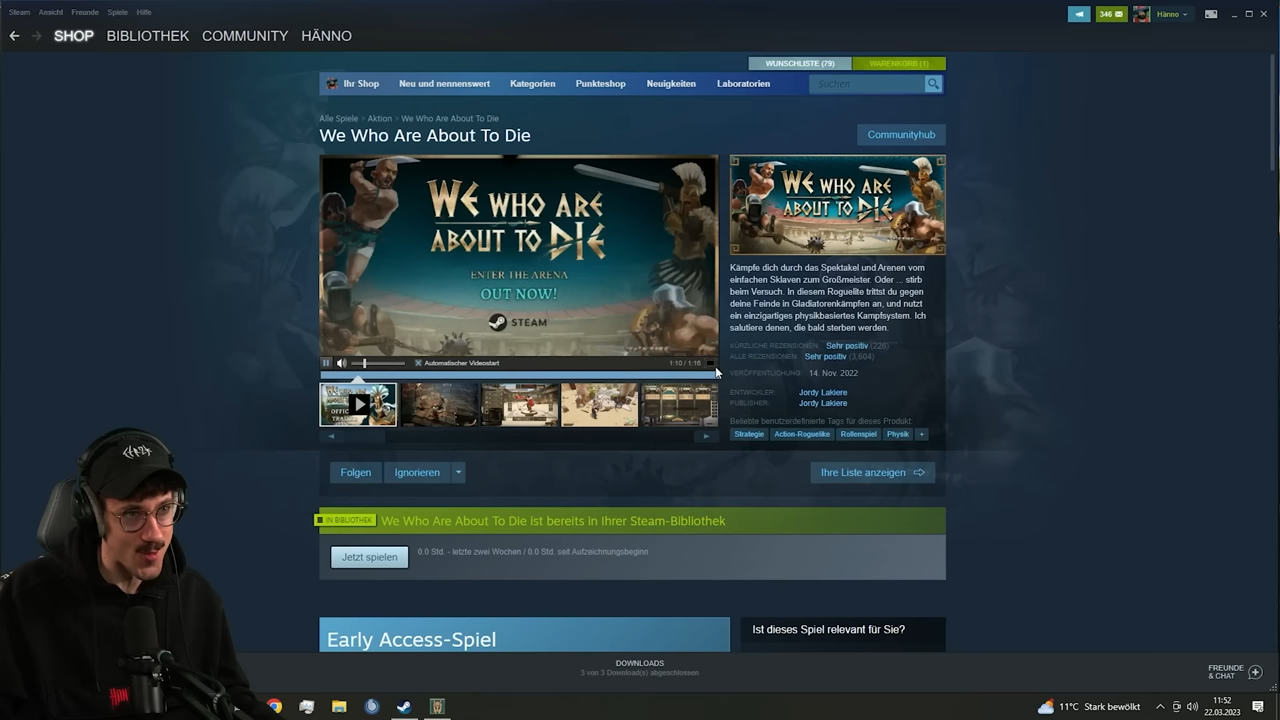 Steam Ansicht Freunde Spiele Hilfe
346
Hänno
SHOP BIBLIOTHEK COMMUNITY HÄNNO
WUNSCHLISTE (79) WARENKORB (1)
Ihr Shop Neu und nennenswert Kategorien Punkteshop Neuigkeiten Laboratorien Suchen
Alle Spiele > Aktion > We Who Are About To Die
We Who Are About To Die
Communityhub
WE WHO ARE
ABOUT TO DIE
ENTER THE ARENA
OUT NOW!
STEAM
Automatischer Videostart 1:10 / 1:16
WE WHO ARE
ABOUT TO DIE
Kämpfe dich durch das Spektakel und Arenen vom
einfachen Sklaven zum Großmeister. Oder ... stirb
beim Versuch. In diesem Roguelite trittst du gegen
deine Feinde in Gladiatorenkämpfen an, und nutzt
ein einzigartiges physikbasiertes Kampfsystem. Ich
salutiere denen, die bald sterben werden.
KÜRZLICHE REZENSIONEN: Sehr positiv (226)
ALLE REZENSIONEN: Sehr positiv (3,604)
VERÖFFENTLICHUNG: 14. Nov. 2022
ENTWICKLER: Jordy Lakiere
PUBLISHER: Jordy Lakiere
Beliebte benutzerdefinierte Tags für dieses Produkt:
Strategie Action-Roguelike Rollenspiel Physik +
Folgen Ignorieren Ihre Liste anzeigen
IN BIBLIOTHEK We Who Are About To Die ist bereits in Ihrer Steam-Bibliothek
Jetzt spielen 0.0 Std. - letzte zwei Wochen / 0.0 Std. seit Aufzeichnungsbeginn
Early Access-Spiel
Ist dieses Spiel relevant für Sie?
DOWNLOADS
3 von 3 Download(s) abgeschlossen
FREUNDE
& CHAT
11°C Stark bewölkt
11:52
22.03.2023